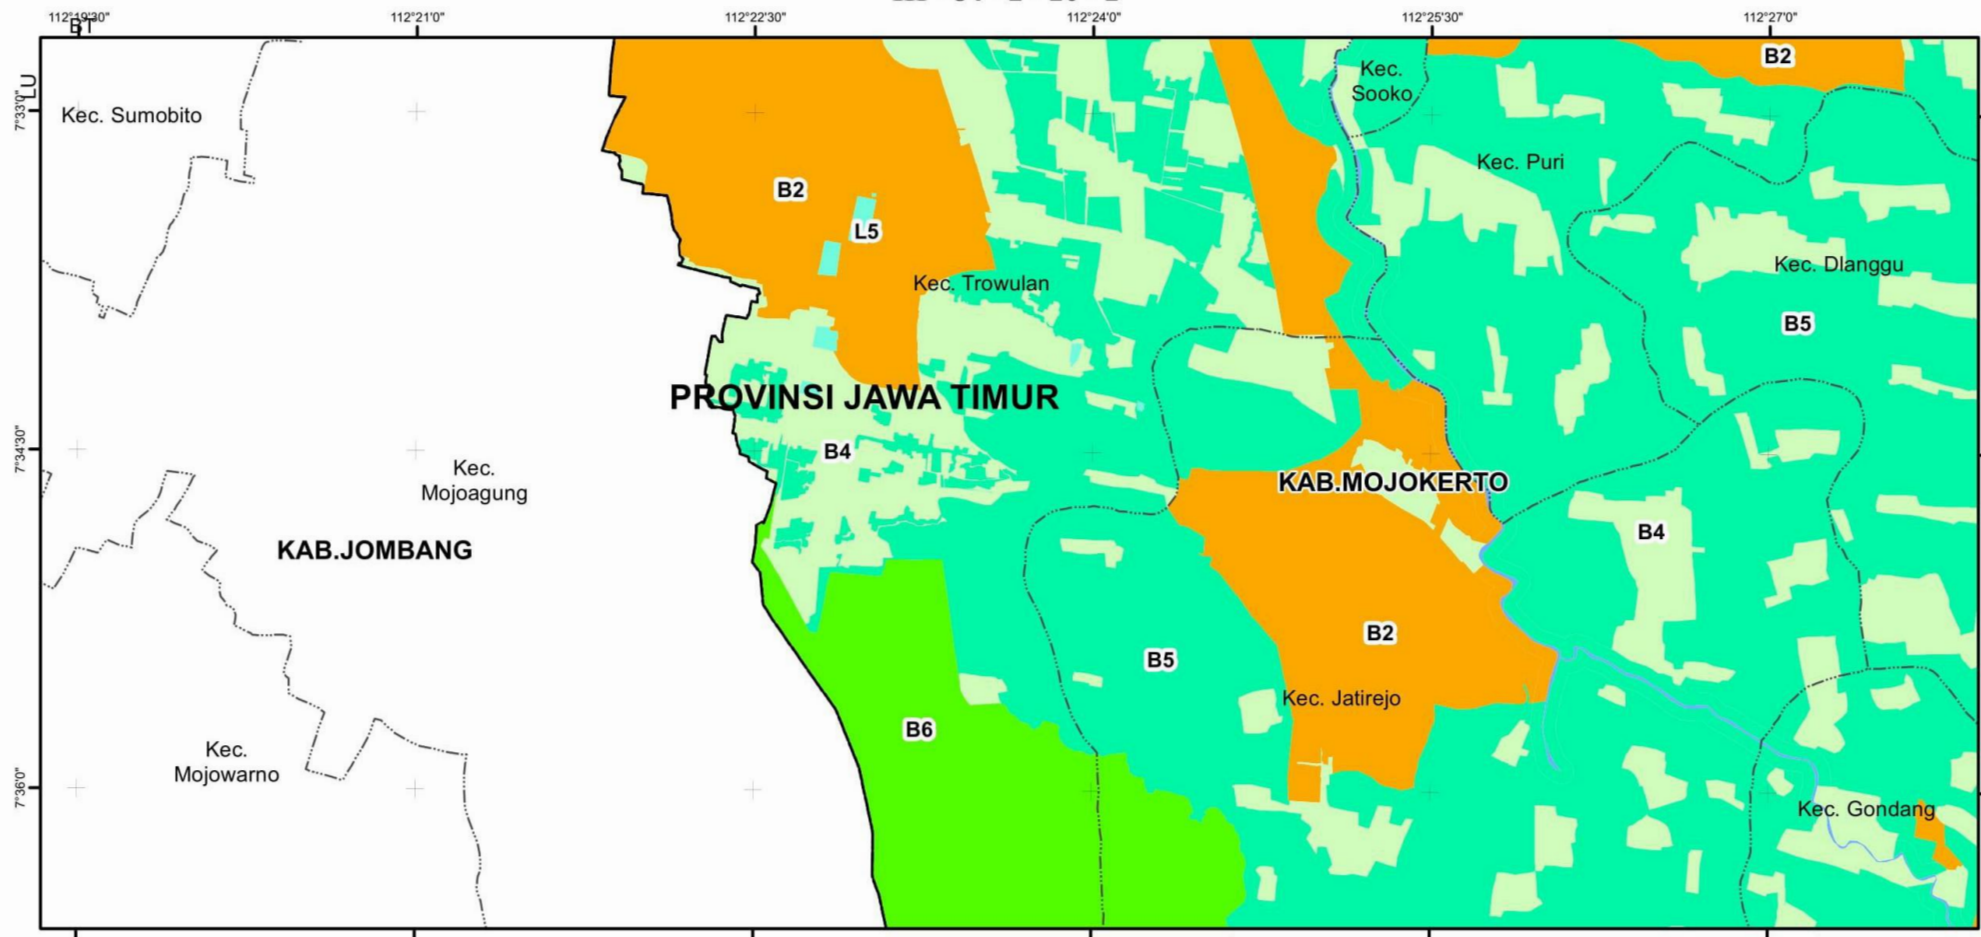 112°19'30"
112°21'0"
112°22'30"
112°24'0"
112°25'30"
112°27'0"
BT
LU
7°33'0"
7°34'30"
7°36'0"
Kec. Sumobito
Kec.
Sooko
B2
Kec. Puri
B2
L5
Kec. Trowulan
Kec. Dlanggu
B5
PROVINSI JAWA TIMUR
B4
Kec.
Mojoagung
KAB.MOJOKERTO
KAB.JOMBANG
B4
B2
B5
Kec. Jatirejo
B6
Kec.
Mojowarno
Kec. Gondang